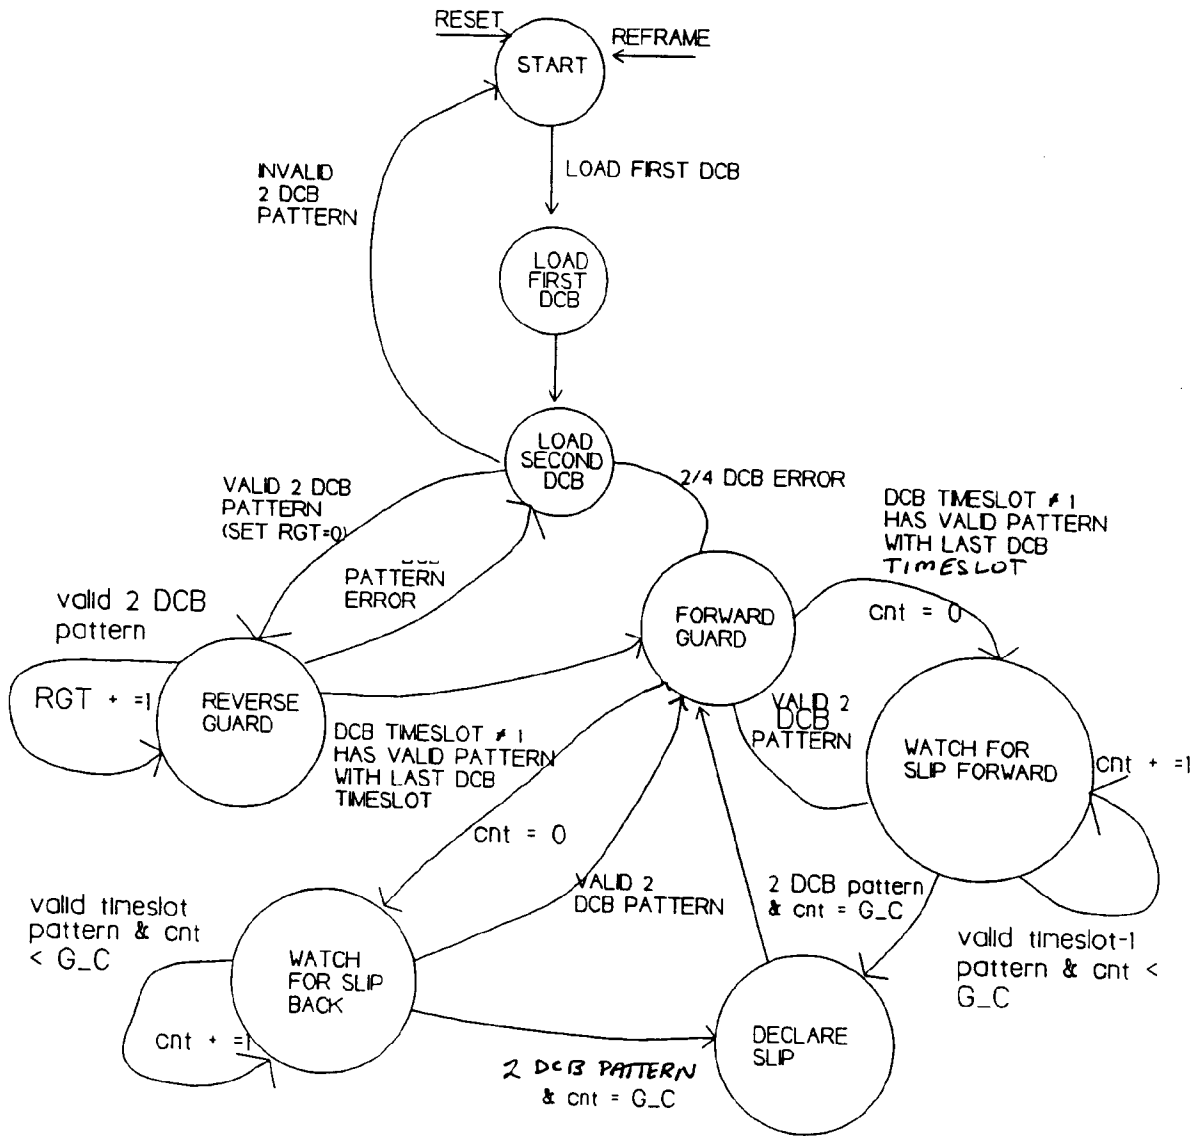 RESET
REFRAME
START
INVALID
2 DCB
PATTERN
LOAD FIRST DCB
LOAD
FIRST
DCB
LOAD
SECOND
DCB
2/4 DCB ERROR
VALID 2 DCB
PATTERN
(SET RGT=0)
DCB TIMESLOT ≠ 1
HAS VALID PATTERN
WITH LAST DCB
TIMESLOT
PATTERN
ERROR
valid 2 DCB
pattern
FORWARD
GUARD
cnt = 0
RGT + =1
REVERSE
GUARD
VALID 2
DCB
PATTERN
DCB TIMESLOT ≠ 1
HAS VALID PATTERN
WITH LAST DCB
TIMESLOT
WATCH FOR
SLIP FORWARD
cnt + =1
cnt = 0
VALID 2
DCB PATTERN
2 DCB pattern
& cnt = G_C
valid timeslot
pattern & cnt
< G_C
valid timeslot-1
pattern & cnt <
G_C
WATCH
FOR SLIP
BACK
cnt + =1
DECLARE
SLIP
2 DCB PATTERN
& cnt = G_C